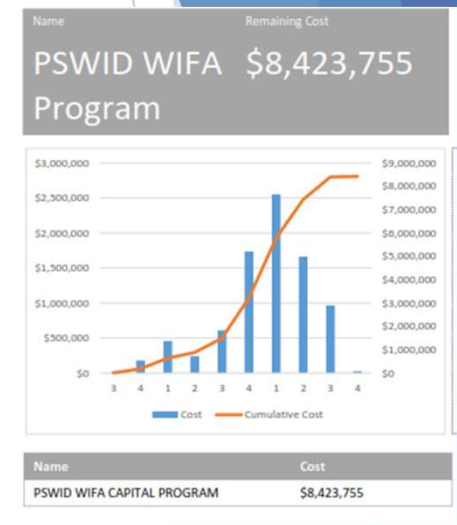 Name Remaining Cost
PSWID WIFA $8,423,755
Program
$3,000,000 $9,000,000
$8,000,000
$2,500,000
$7,000,000
$2,000,000 $6,000,000
$5,000,000
$1,500,000
$4,000,000
$1,000,000 $3,000,000
$2,000,000
$500,000
$1,000,000
$0 $0
3 4 1 2 3 4 1 2 3 4
Cost Cumulative Cost
Name Cost
PSWID WIFA CAPITAL PROGRAM $8,423,755